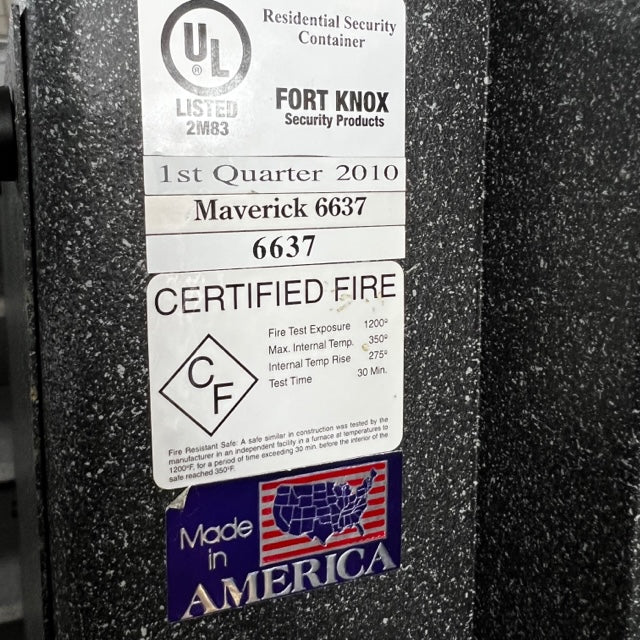 UL
®
LISTED
2M83
Residential Security
Container
FORT KNOX
Security Products
1st Quarter 2010
Maverick 6637
6637
CERTIFIED FIRE
CF
Fire Test Exposure 1200°
Max. Internal Temp. 350°
Internal Temp Rise 275°
Test Time 30 Min.
Fire Resistant Safe: A safe similar in construction was tested by the
manufacturer in an independent facility in a furnace at temperatures to
1200°F. for a period of time exceeding 30 min. before the interior of the
safe reached 350°F.
Made
in
AMERICA